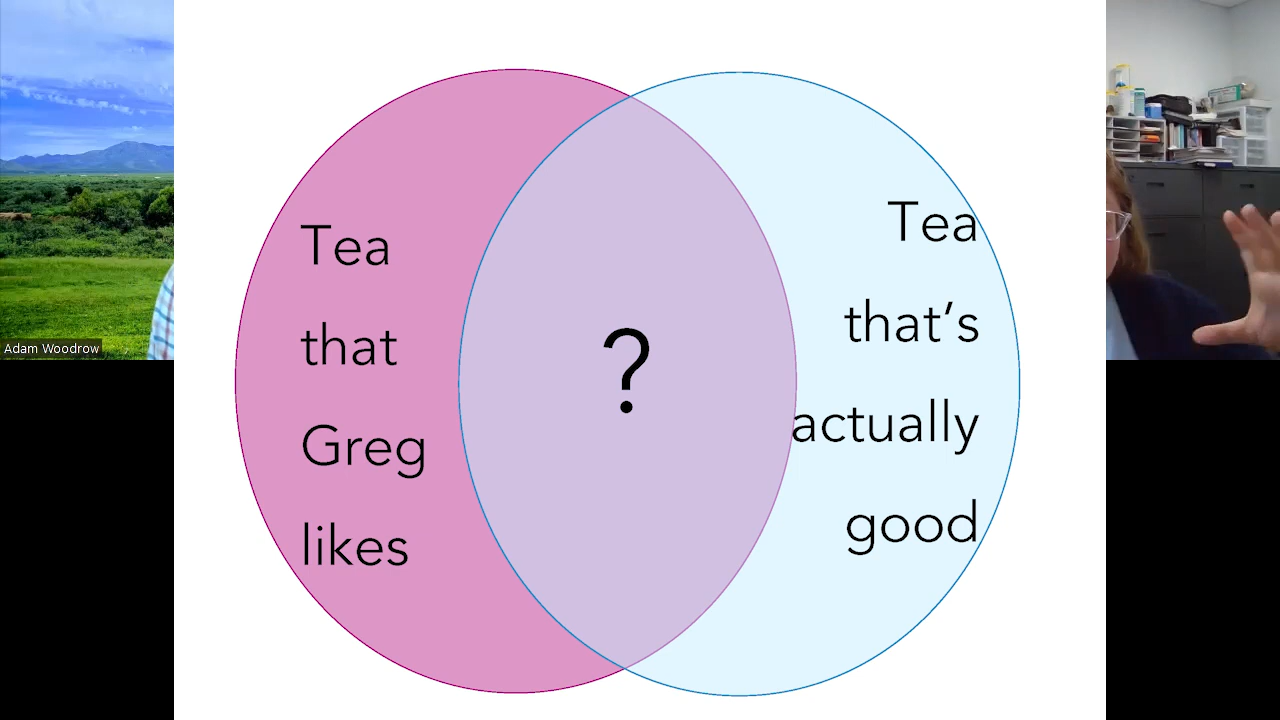 Tea
that
Greg
likes
?
Tea
that’s
actually
good
Adam Woodrow